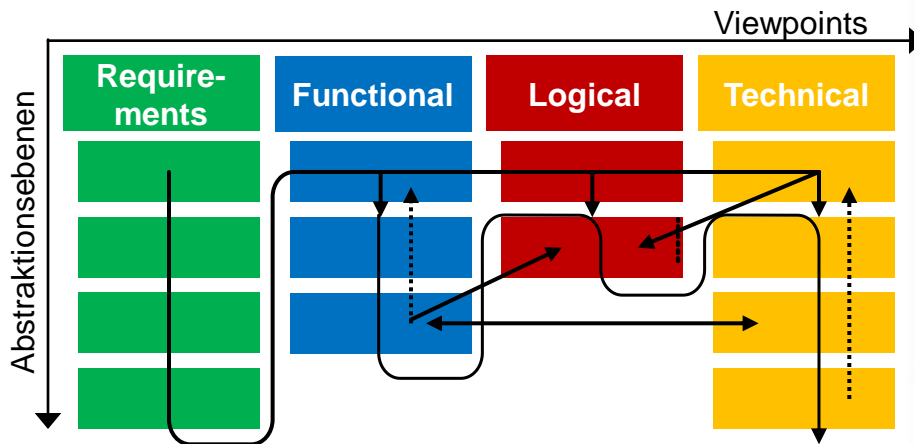 Viewpoints
Abstraktionsebenen
Require-
ments
Functional
Logical
Technical